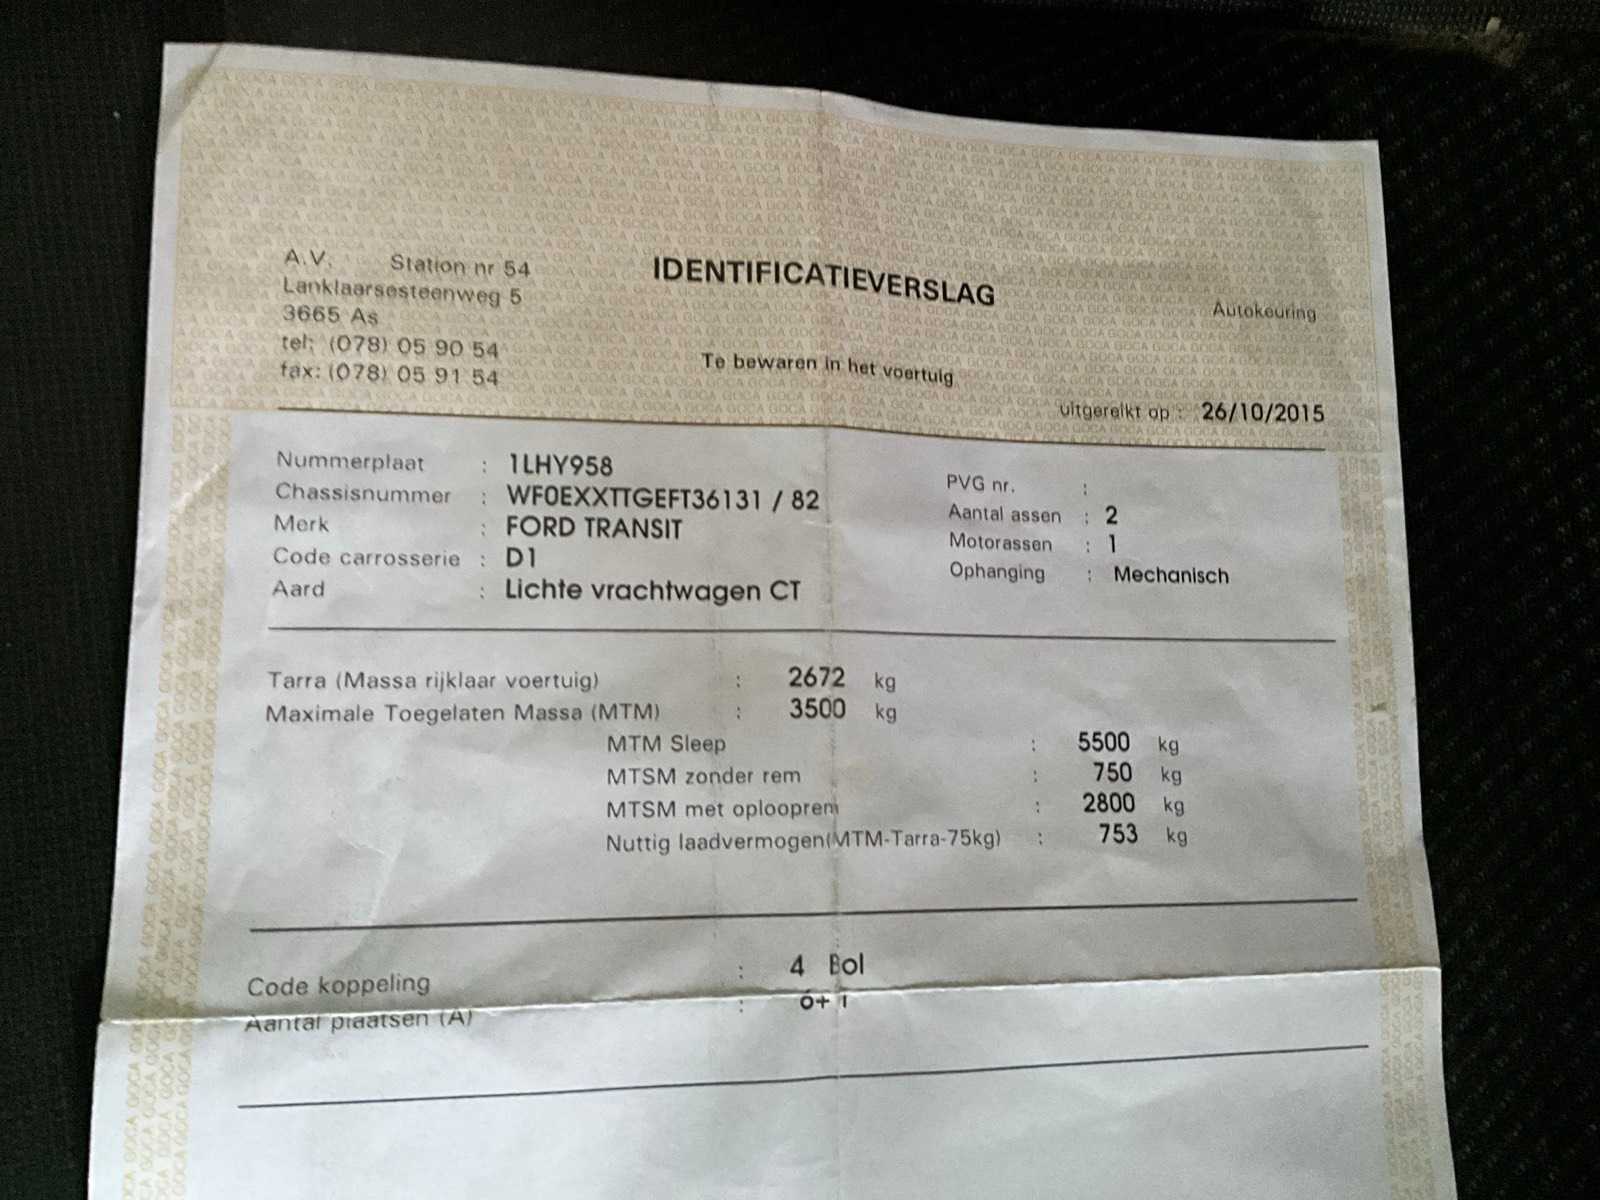 A.V. Station nr 54
Lanklaarsesteenweg 5
3665 As
tel: (078) 05 90 54
fax: (078) 05 91 54
IDENTIFICATIEVERSLAG
Autokeuring
Te bewaren in het voertuig
uitgereikt op : 26/10/2015
Nummerplaat : 1LHY958
Chassisnummer : WF0EXXTTGEFT36131 / 82
Merk : FORD TRANSIT
Code carrosserie : D1
Aard : Lichte vrachtwagen CT
PVG nr. :
Aantal assen : 2
Motorassen : 1
Ophanging : Mechanisch
Tarra (Massa rijklaar voertuig) : 2672 kg
Maximale Toegelaten Massa (MTM) : 3500 kg
MTM Sleep : 5500 kg
MTSM zonder rem : 750 kg
MTSM met oplooprem : 2800 kg
Nuttig laadvermogen(MTM-Tarra-75kg) : 753 kg
Code koppeling : 4 Bol
Aantal plaatsen (A) : 6+1